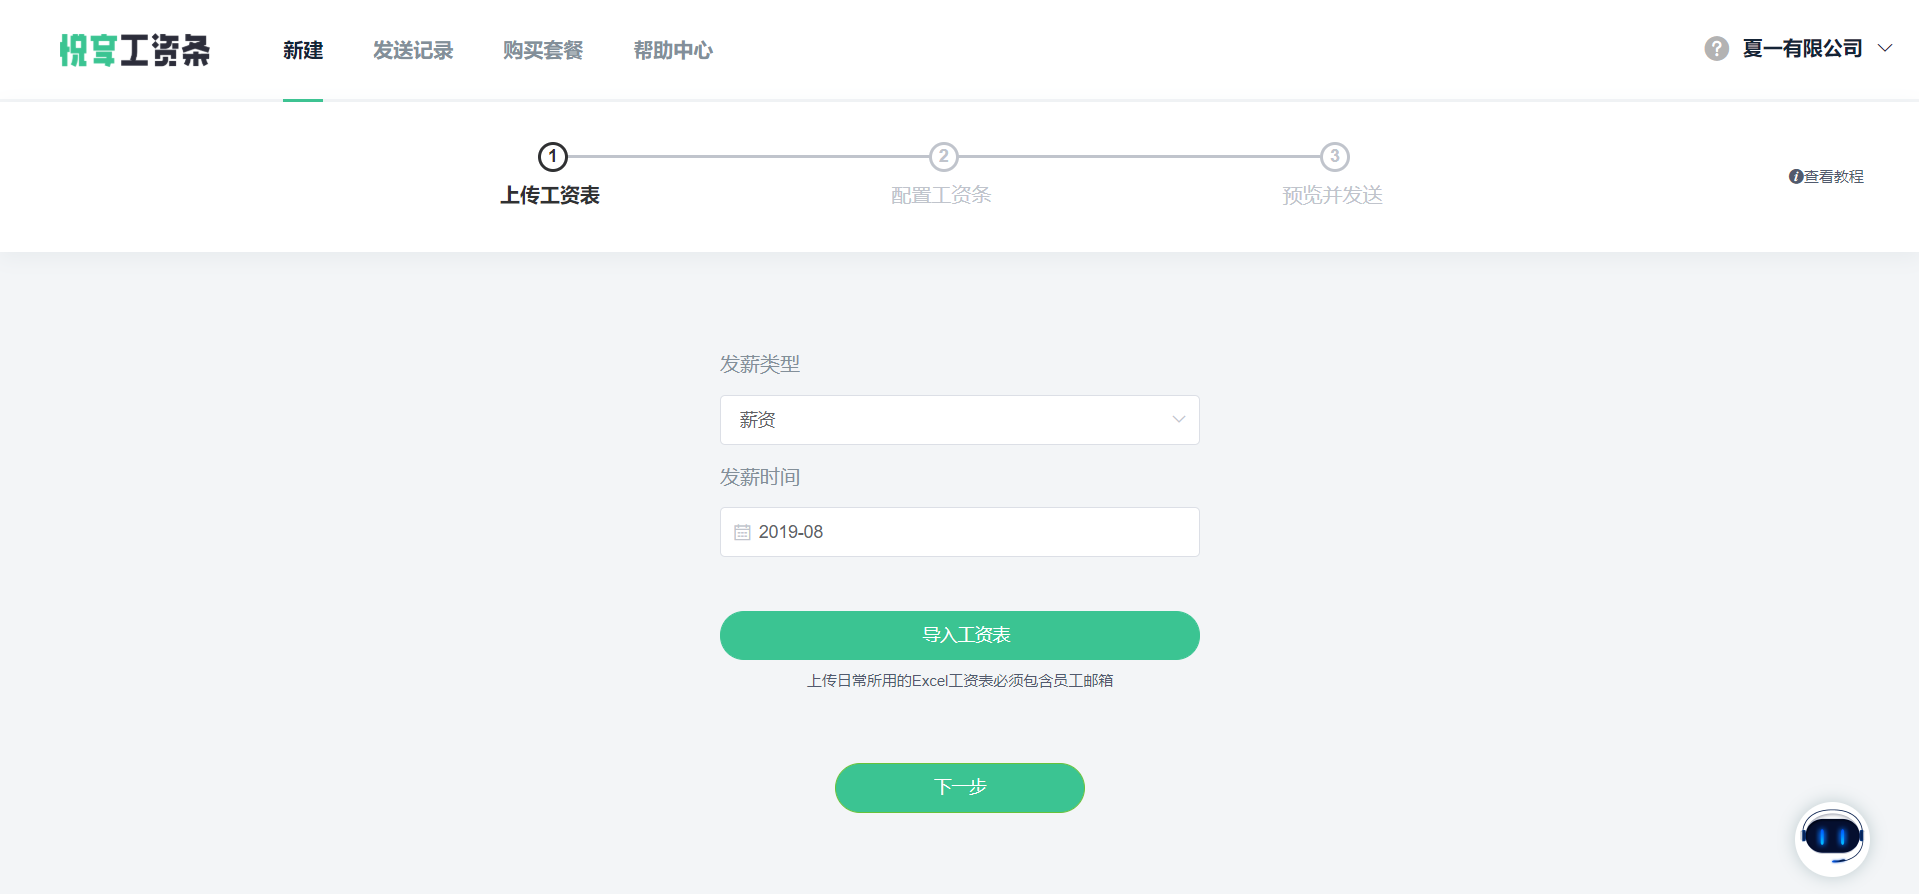 悦享工资条 新建 发送记录 购买套餐 帮助中心 ? 夏一有限公司
1 2 3
上传工资表 配置工资条 预览并发送
i查看教程
发薪类型
薪资
发薪时间
2019-08
导入工资表
上传日常所用的Excel工资表必须包含员工邮箱
下一步